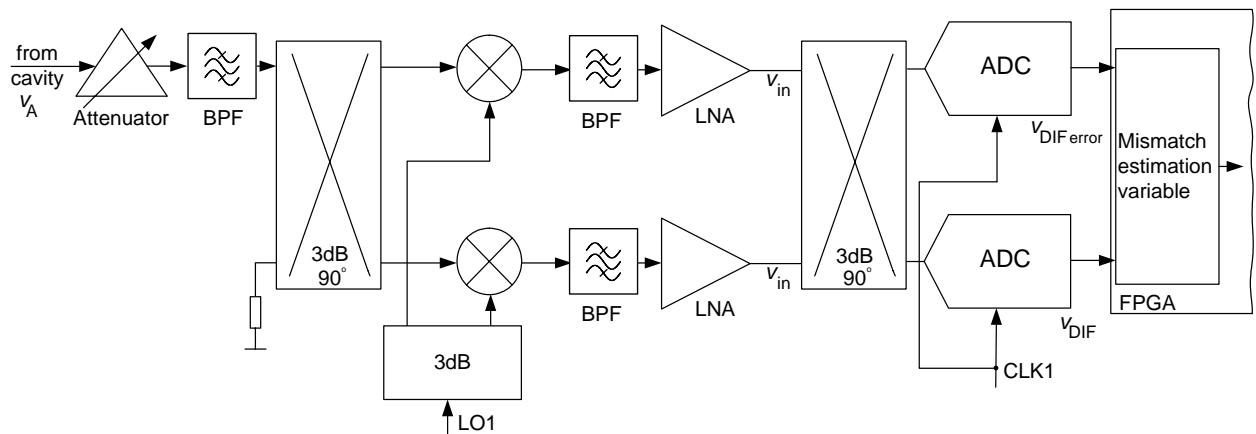 from
cavity
vA
Attenuator
BPF
3dB
90°
BPF
LNA
vin
3dB
90°
ADC
vDIF error
Mismatch
estimation
variable
FPGA
BPF
LNA
vin
ADC
vDIF
3dB
LO1
CLK1